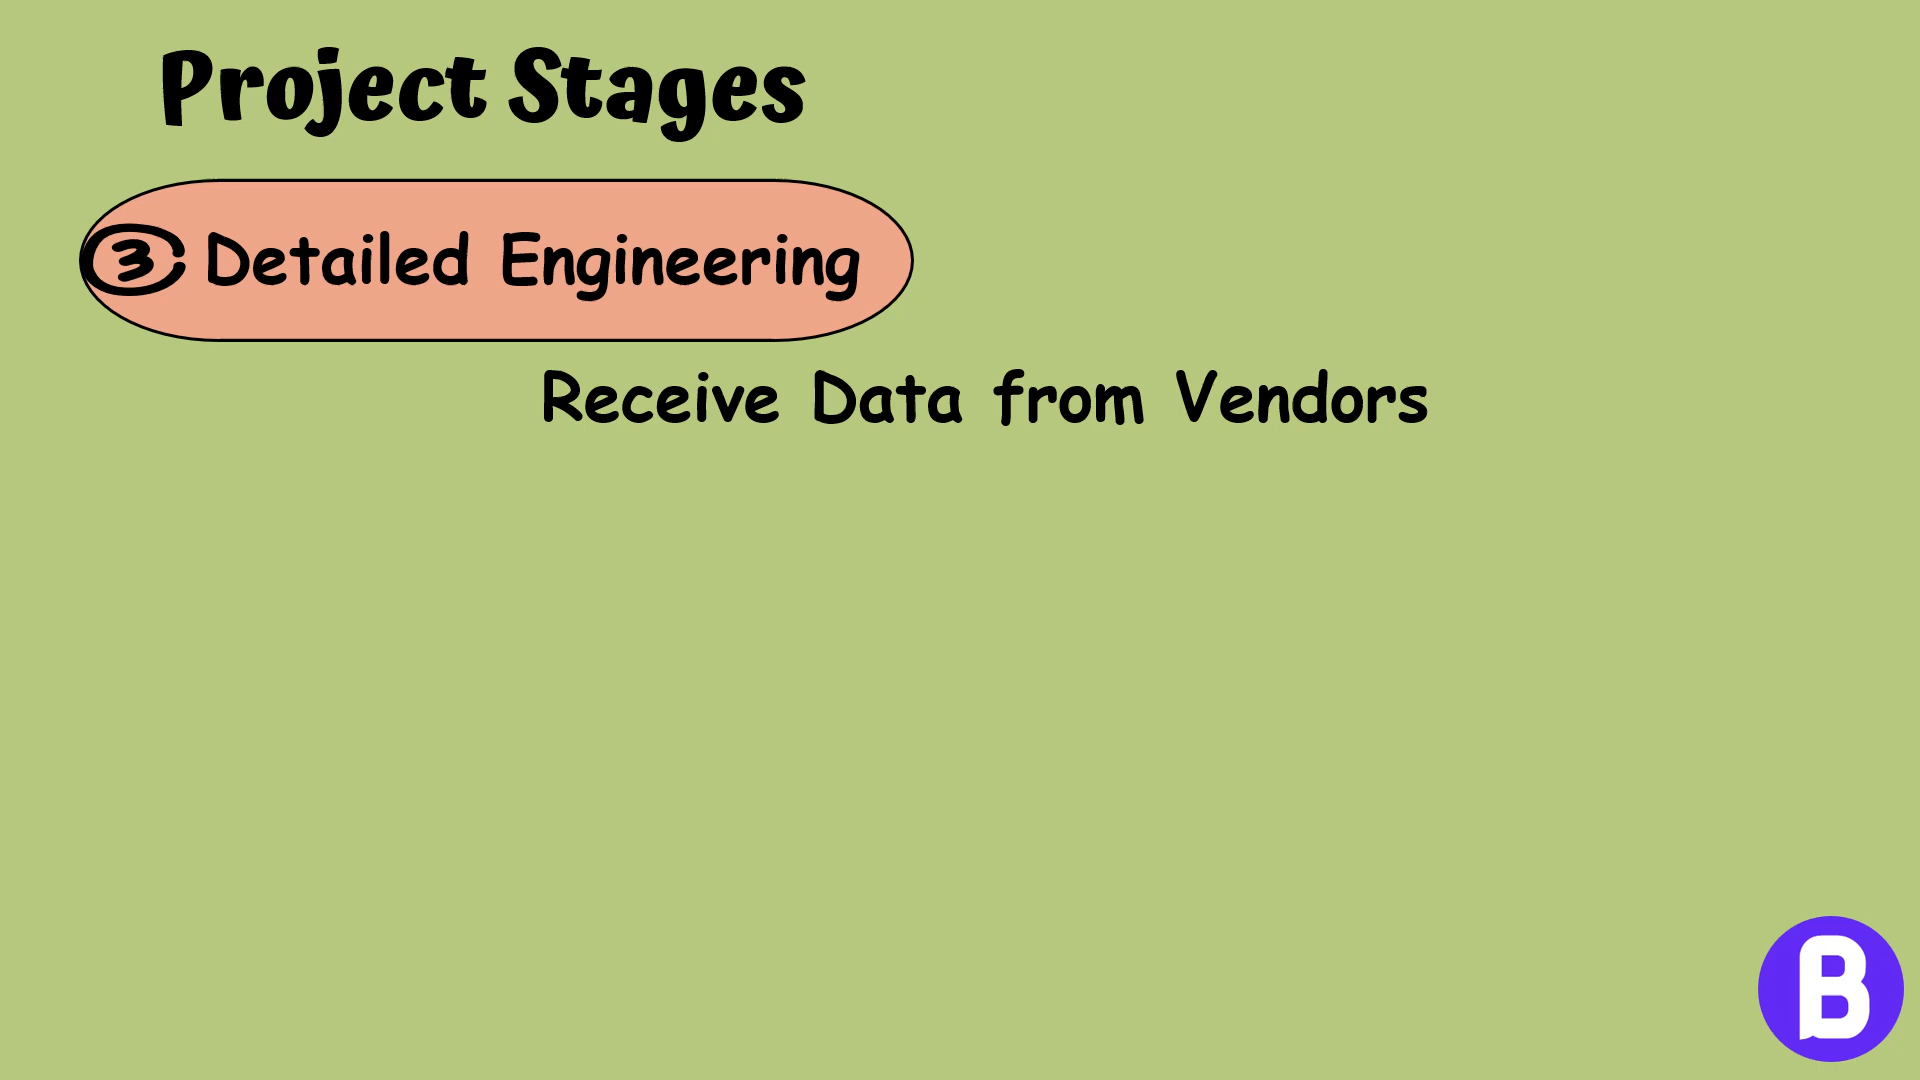 Project Stages
③ Detailed Engineering
Receive Data from Vendors
B